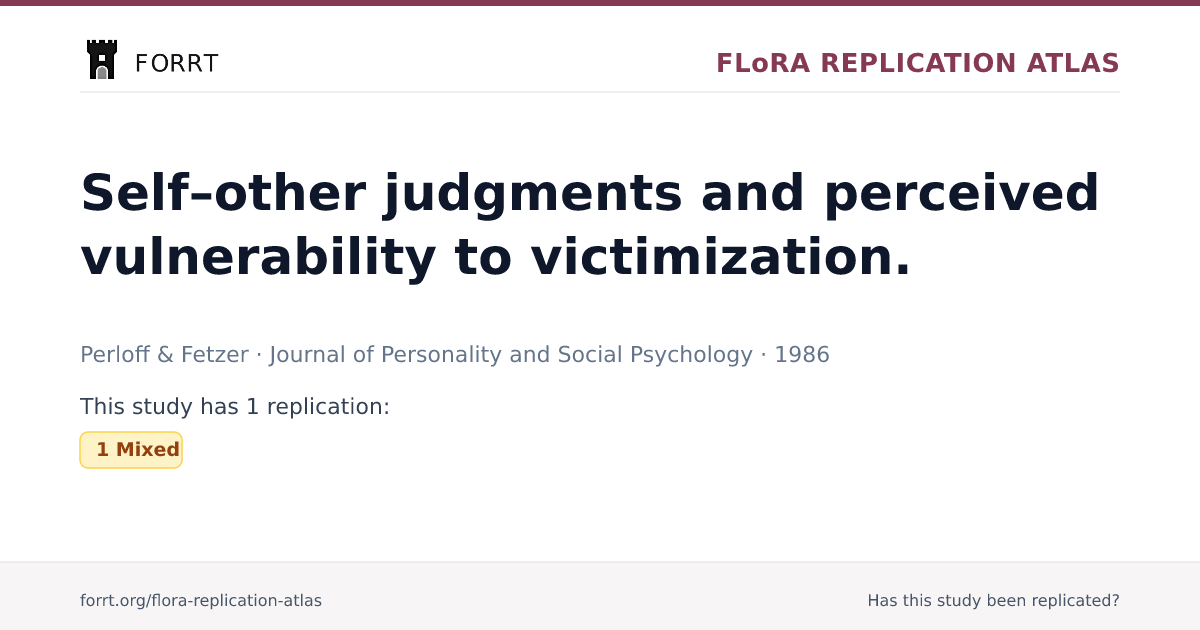 FORRT
FLoRA REPLICATION ATLAS
Self–other judgments and perceived
vulnerability to victimization.
Perloff & Fetzer · Journal of Personality and Social Psychology · 1986
This study has 1 replication:
1 Mixed
forrt.org/flora-replication-atlas
Has this study been replicated?